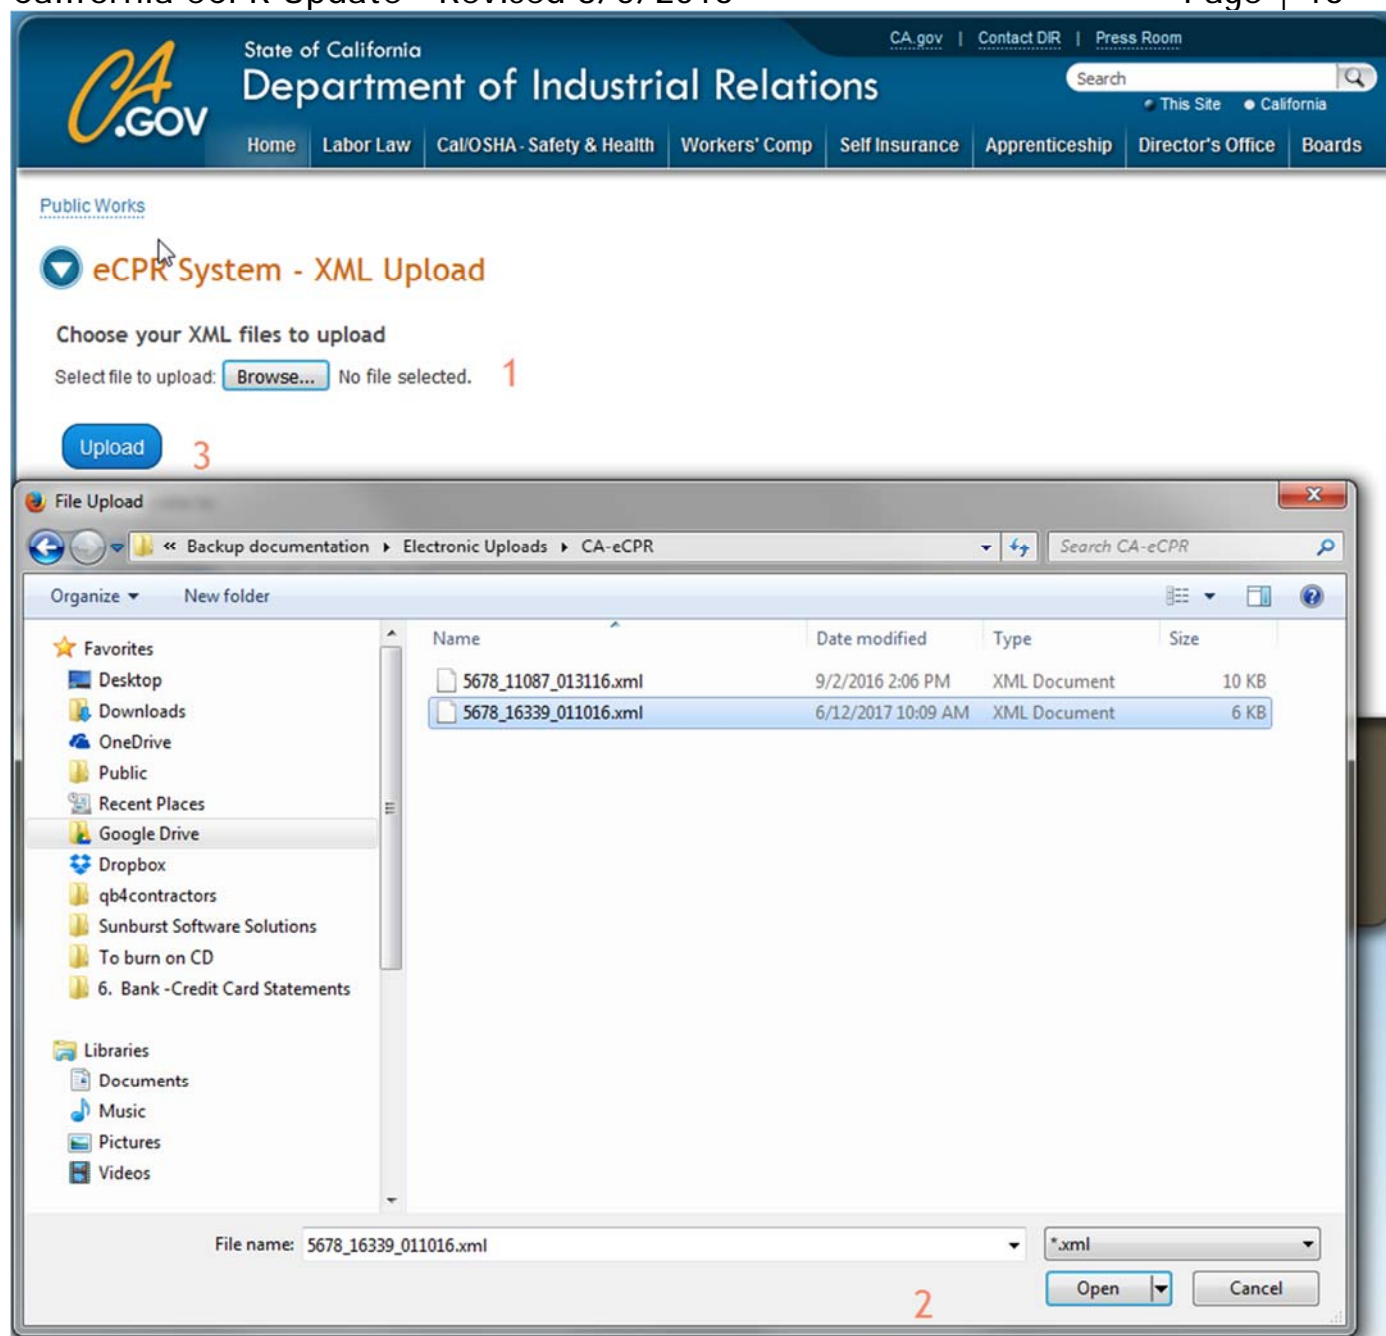 State of California
CA.gov | Contact DIR | Press Room
CA.GOV
Department of Industrial Relations
Search
This Site California
Home Labor Law Cal/OSHA - Safety & Health Workers' Comp Self Insurance Apprenticeship Director's Office Boards
Public Works
eCPR System - XML Upload
Choose your XML files to upload
Select file to upload: Browse... No file selected. 1
Upload 3
File Upload
« Backup documentation Electronic Uploads CA-eCPR Search CA-eCPR
Organize New folder
Name Date modified Type Size
5678_11087_013116.xml 9/2/2016 2:06 PM XML Document 10 KB
5678_16339_011016.xml 6/12/2017 10:09 AM XML Document 6 KB
Favorites
Desktop
Downloads
OneDrive
Public
Recent Places
Google Drive
Dropbox
qb4contractors
Sunburst Software Solutions
To burn on CD
6. Bank -Credit Card Statements
Libraries
Documents
Music
Pictures
Videos
File name: 5678_16339_011016.xml *.xml
Open Cancel
2